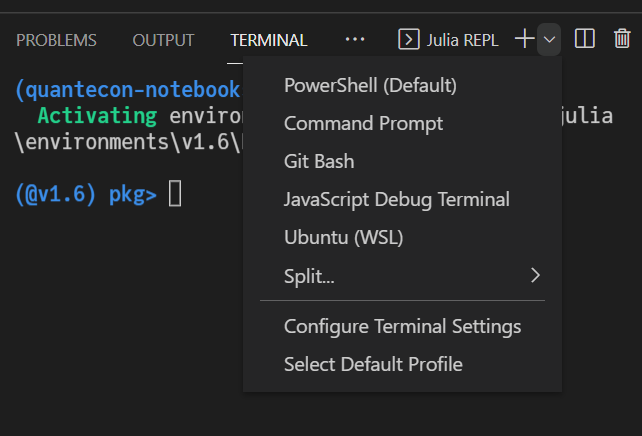 PROBLEMS OUTPUT TERMINAL ··· Julia REPL
(quantecon-notebook
Activating julia
\environments\v1.6\
(@v1.6) pkg>
PowerShell (Default)
Command Prompt
Git Bash
JavaScript Debug Terminal
Ubuntu (WSL)
Split...
Configure Terminal Settings
Select Default Profile